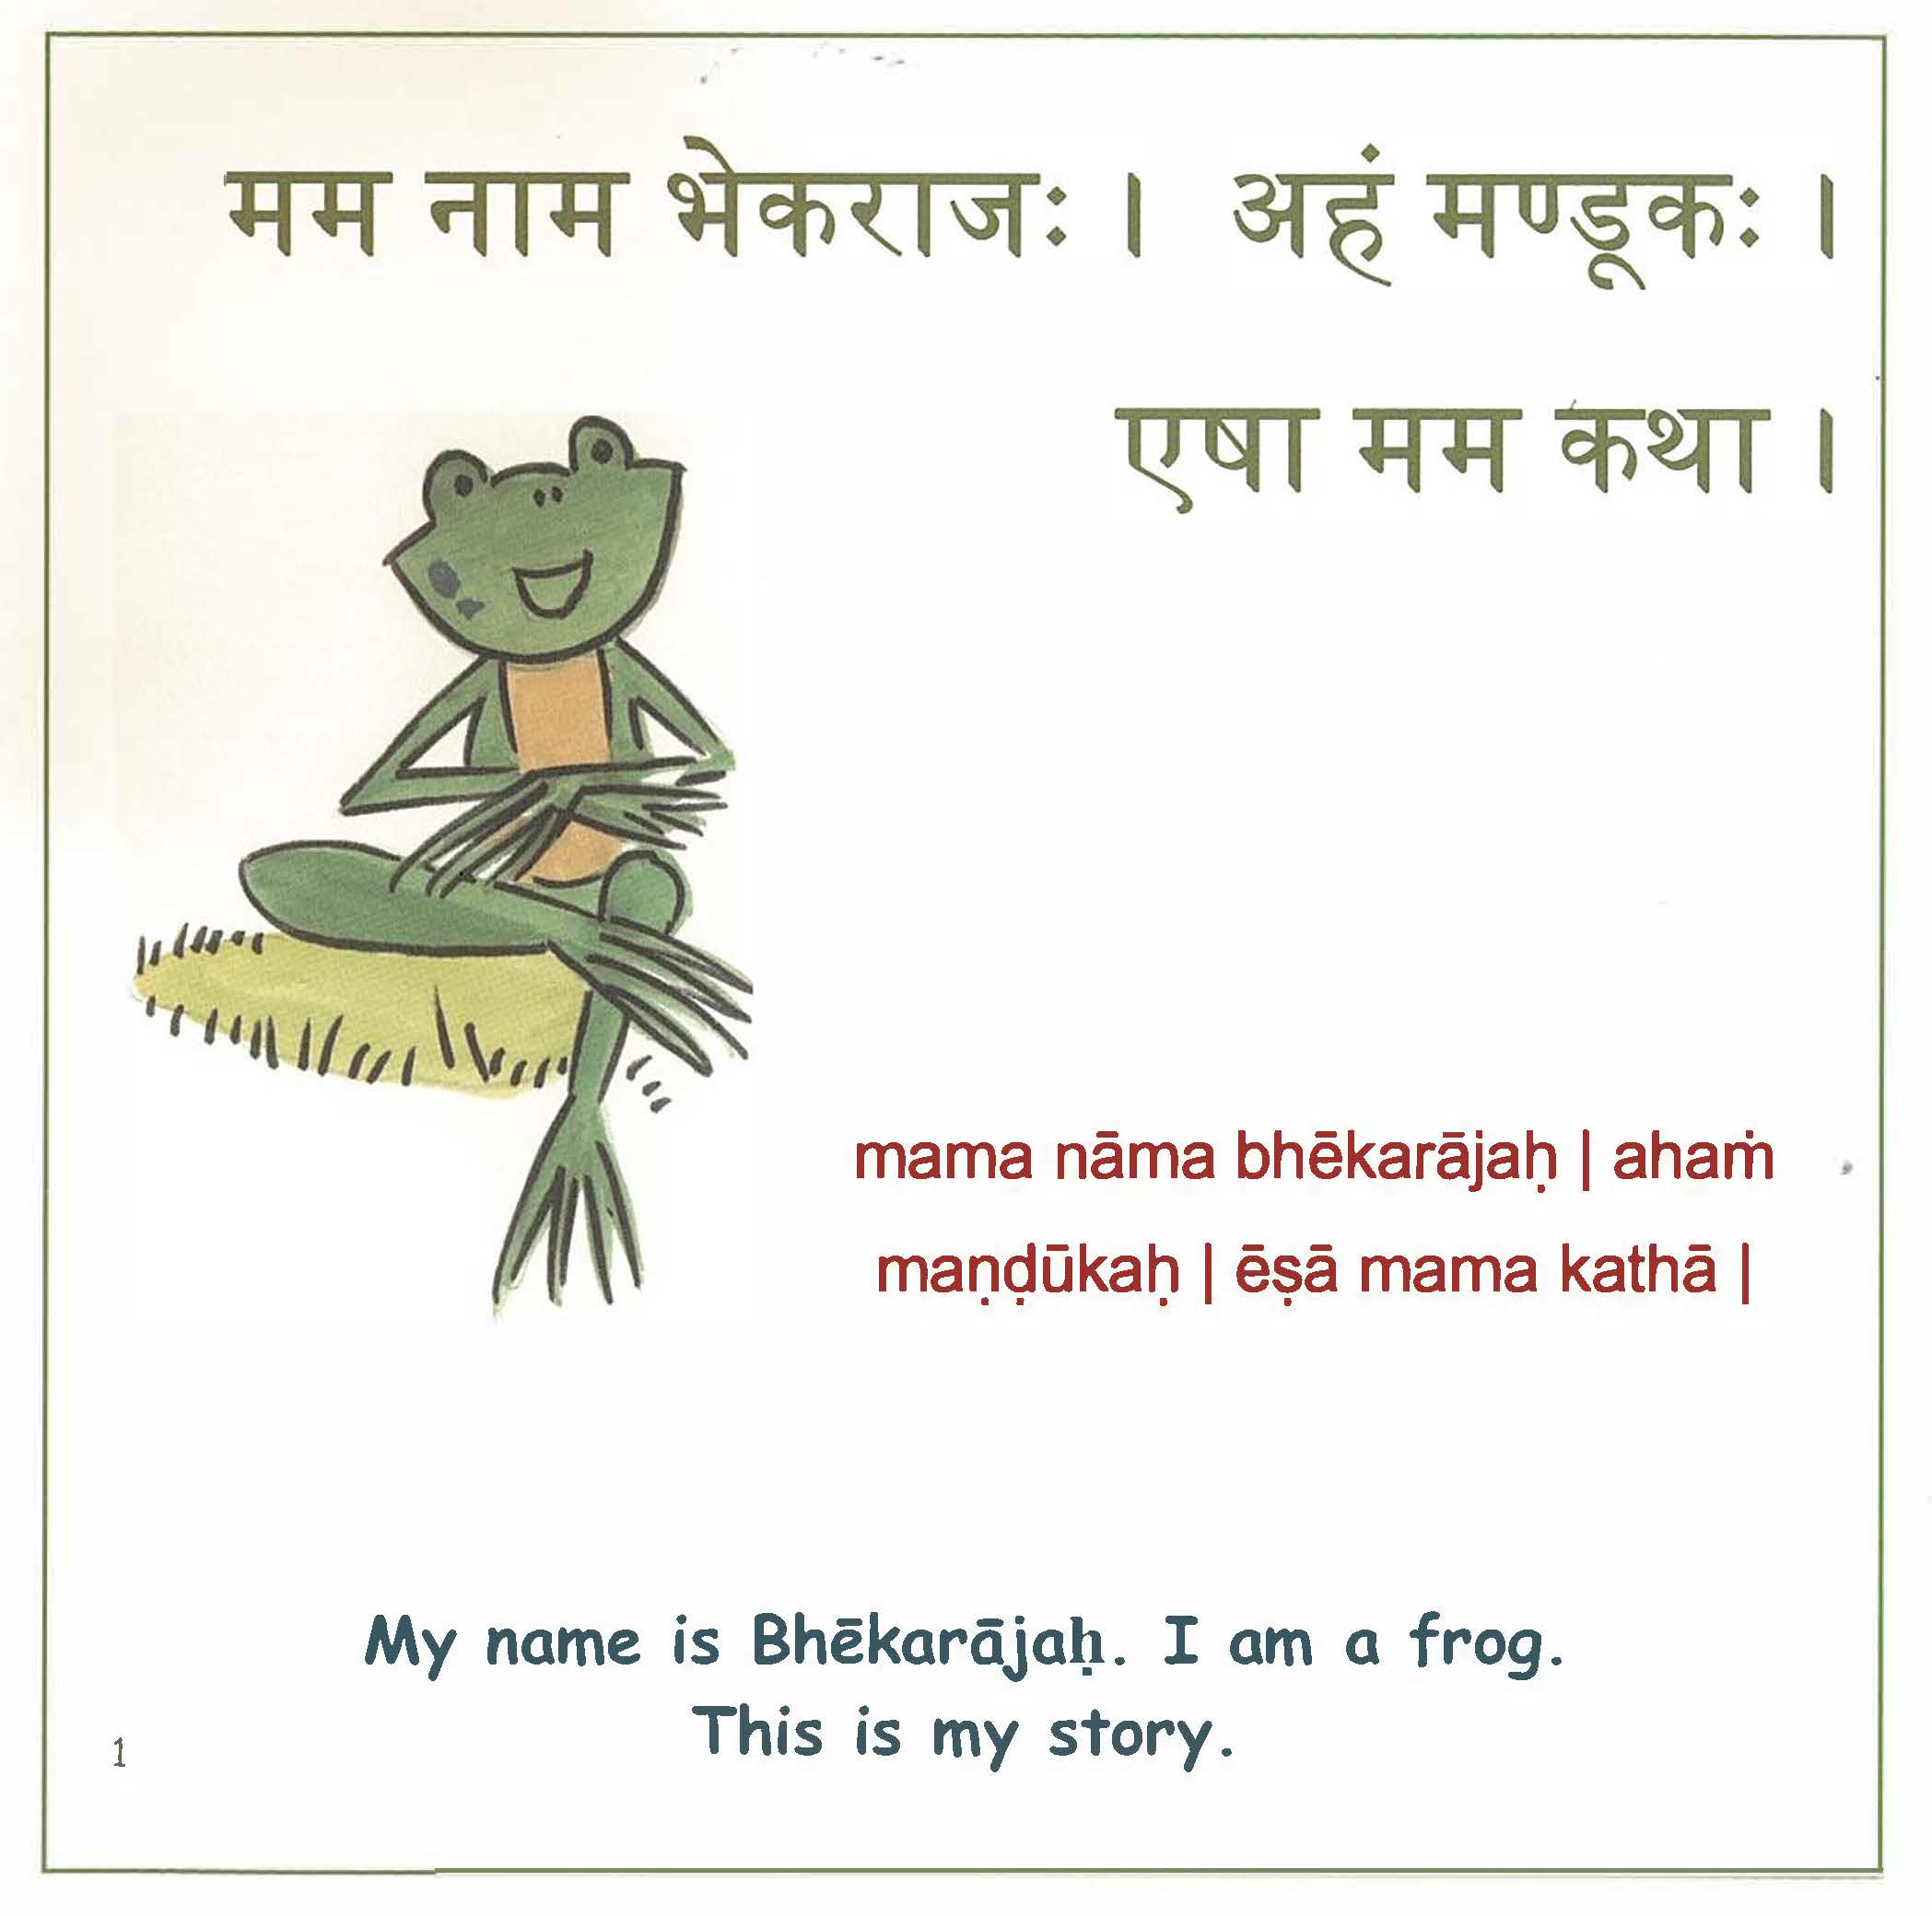 मम नाम भेकराजः । अहं मण्डूकः ।
एषा मम कथा ।
mama nāma bhēkarājaḥ | ahaṁ
maṇḍūkaḥ | ēṣā mama kathā |
My name is Bhēkarājaḥ. I am a frog.
This is my story.
1